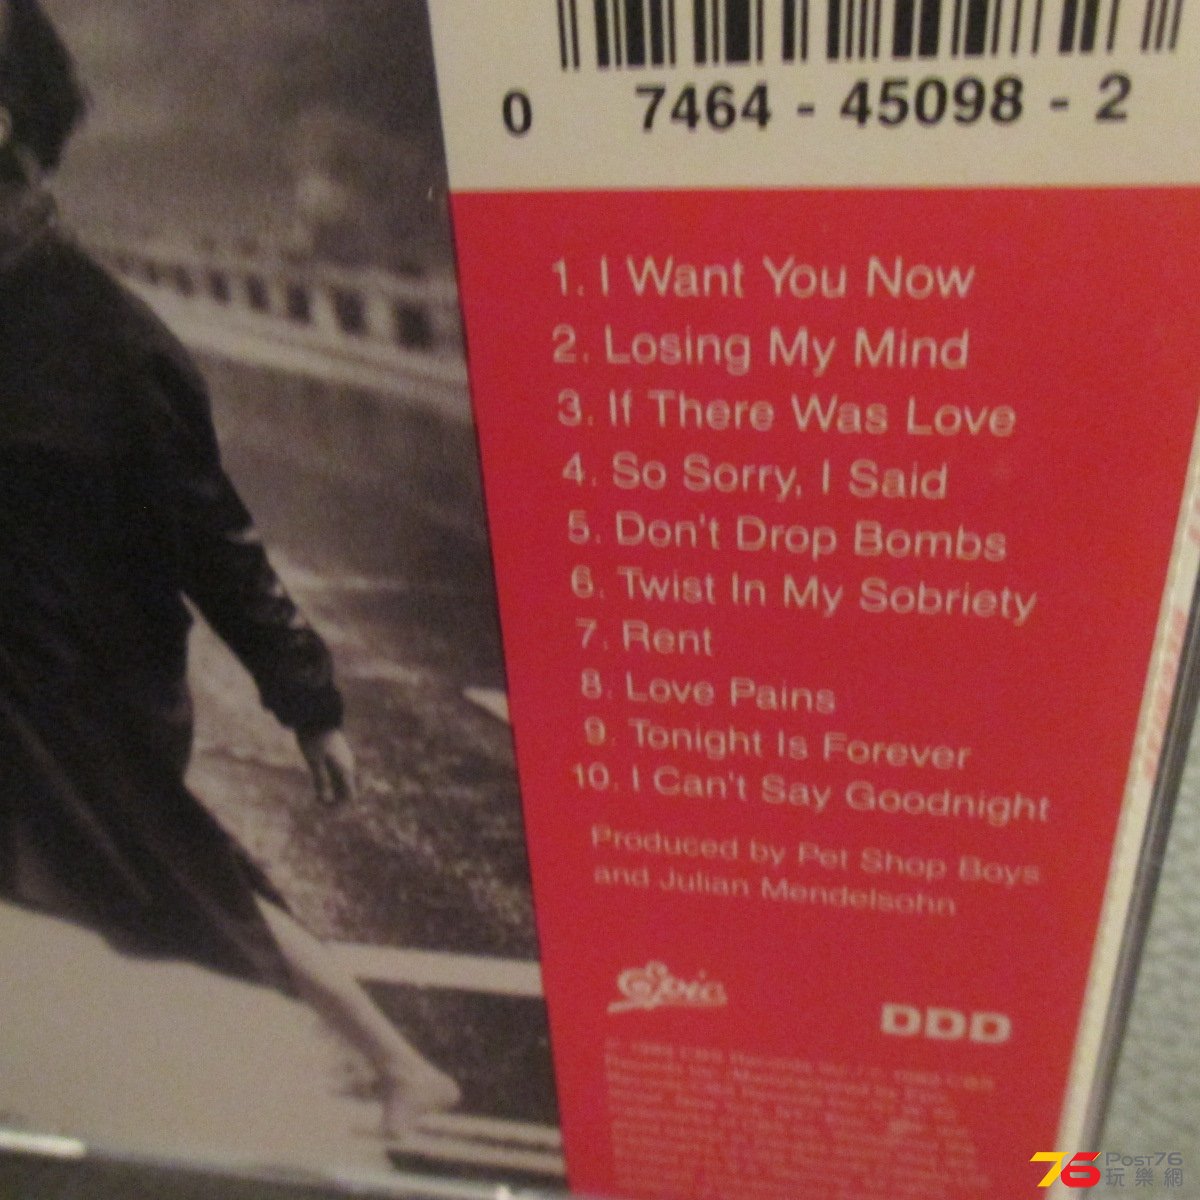 0 7464 - 45098 - 2
1. I Want You Now
2. Losing My Mind
3. If There Was Love
4. So Sorry, I Said
5. Don't Drop Bombs
6. Twist In My Sobriety
7. Rent
8. Love Pains
9. Tonight Is Forever
10. I Can't Say Goodnight
Produced by Pet Shop Boys
and Julian Mendelsohn
Epic
DDD
76 POST76
玩樂網